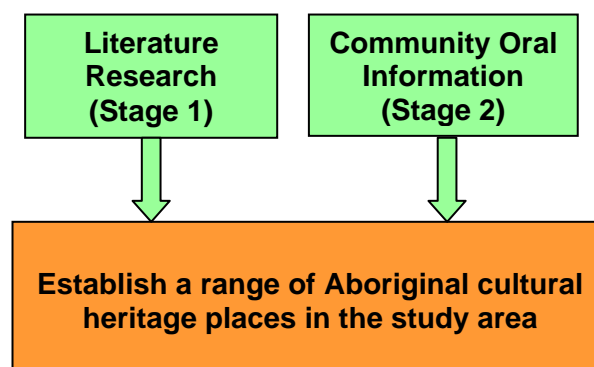 Literature
Research
(Stage 1)
Community Oral
Information
(Stage 2)
Establish a range of Aboriginal cultural
heritage places in the study area